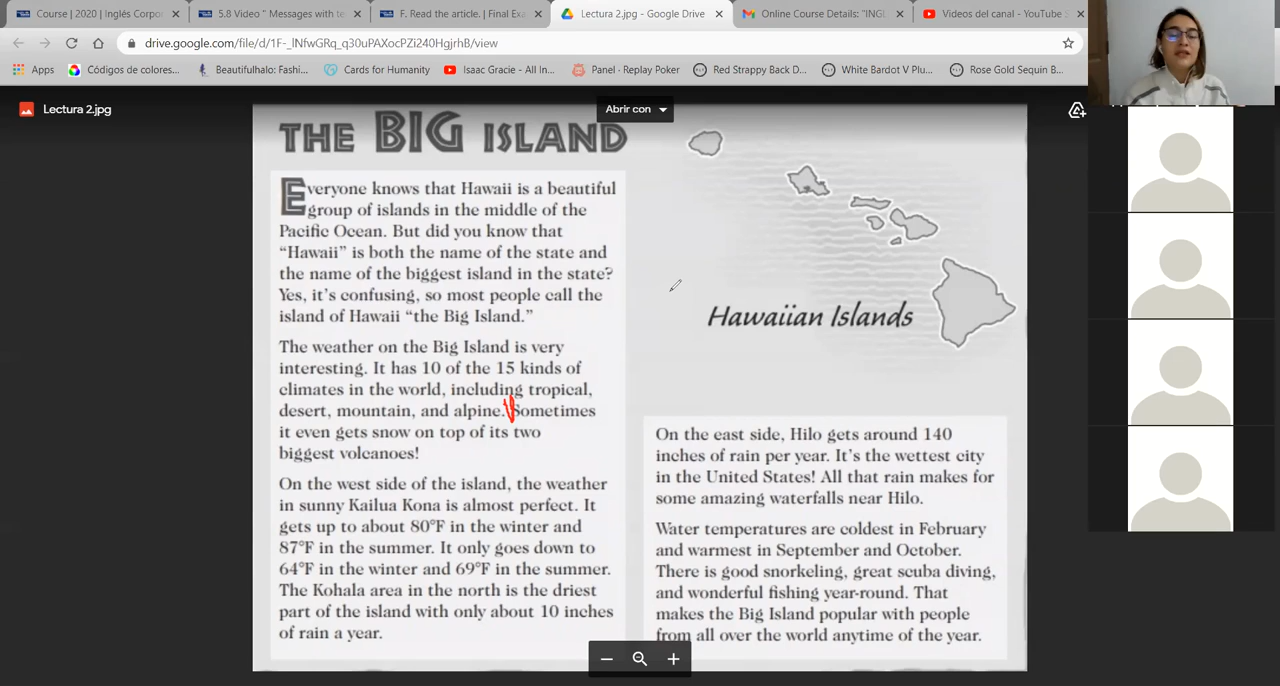 Course | 2020 | Inglés Corpo
5.8 Video " Messages with te
F. Read the article. | Final Exa
Lectura 2.jpg - Google Drive
Online Course Details: "INGL
Videos del canal - YouTube S
drive.google.com/file/d/1F-_lNfwGRq_q30uPAXocPZi240HgjrhB/view
Apps
Códigos de colores...
Beautifulhalo: Fashi...
Cards for Humanity
Isaac Gracie - All In...
Panel · Replay Poker
Red Strappy Back D...
White Bardot V Plu...
Rose Gold Sequin B...
Lectura 2.jpg
Abrir con
THE BIG ISLAND
Everyone knows that Hawaii is a beautiful
group of islands in the middle of the
Pacific Ocean. But did you know that
“Hawaii” is both the name of the state and
the name of the biggest island in the state?
Yes, it’s confusing, so most people call the
island of Hawaii “the Big Island.”
The weather on the Big Island is very
interesting. It has 10 of the 15 kinds of
climates in the world, including tropical,
desert, mountain, and alpine. Sometimes
it even gets snow on top of its two
biggest volcanoes!
On the west side of the island, the weather
in sunny Kailua Kona is almost perfect. It
gets up to about 80°F in the winter and
87°F in the summer. It only goes down to
64°F in the winter and 69°F in the summer.
The Kohala area in the north is the driest
part of the island with only about 10 inches
of rain a year.
Hawaiian Islands
On the east side, Hilo gets around 140
inches of rain per year. It’s the wettest city
in the United States! All that rain makes for
some amazing waterfalls near Hilo.
Water temperatures are coldest in February
and warmest in September and October.
There is good snorkeling, great scuba diving,
and wonderful fishing year-round. That
makes the Big Island popular with people
from all over the world anytime of the year.